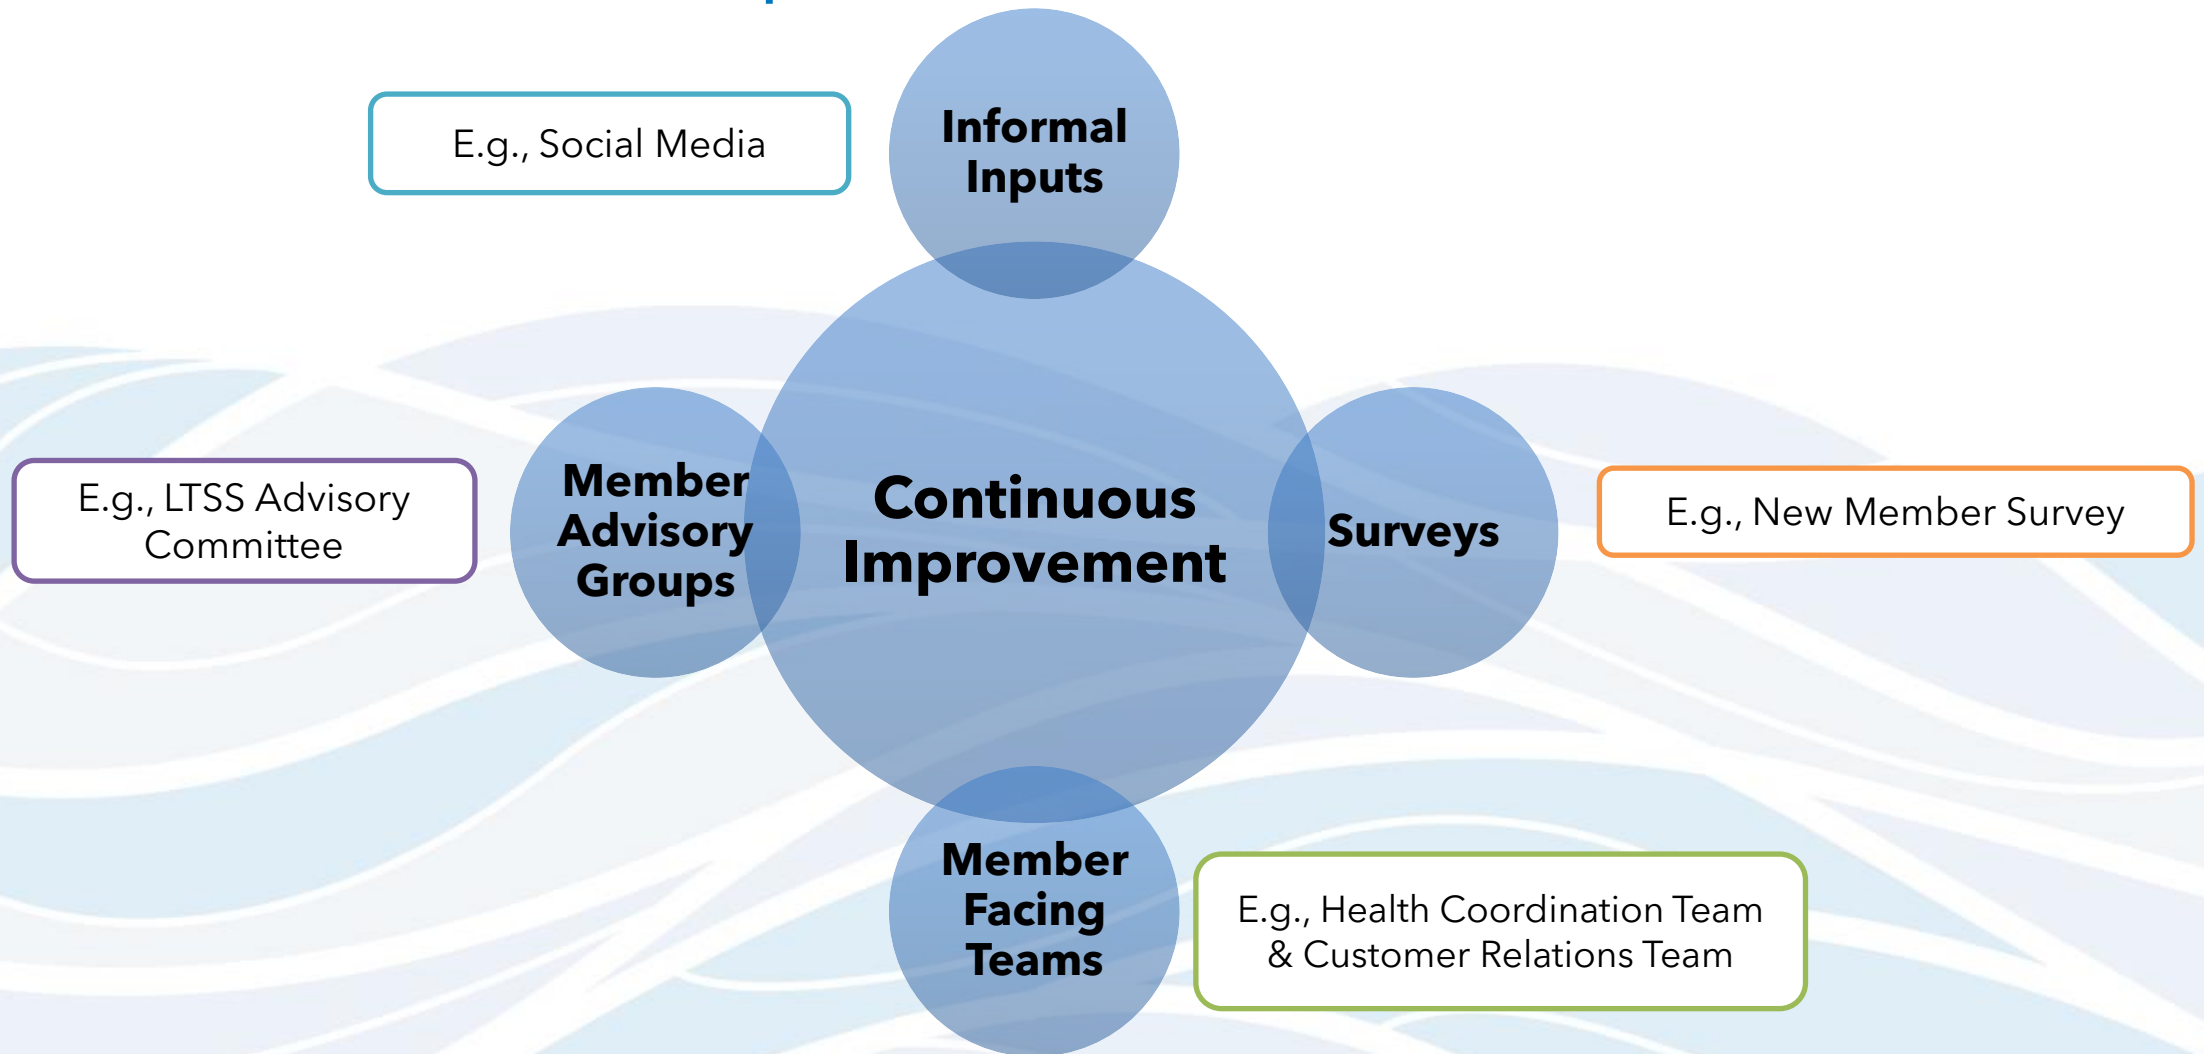 E.g., Social Media
Informal
Inputs
E.g., LTSS Advisory
Committee
Member
Advisory
Groups
Continuous
Improvement
Surveys
E.g., New Member Survey
Member
Facing
Teams
E.g., Health Coordination Team
& Customer Relations Team